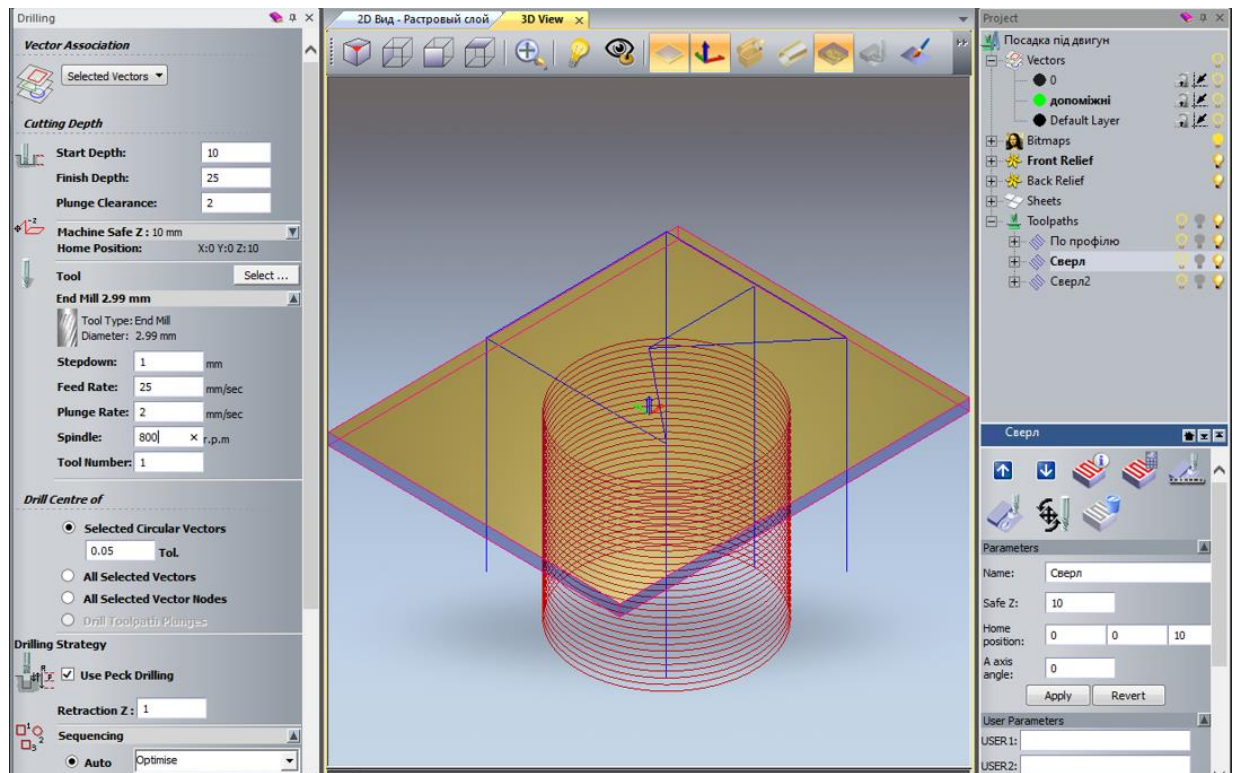 Drilling
Vector Association
Selected Vectors
Cutting Depth
Start Depth: 10
Finish Depth: 25
Plunge Clearance: 2
Machine Safe Z : 10 mm
Home Position: X:0 Y:0 Z:10
Tool Select ...
End Mill 2.99 mm
Tool Type: End Mill
Diameter: 2.99 mm
Stepdown: 1 mm
Feed Rate: 25 mm/sec
Plunge Rate: 2 mm/sec
Spindle: 800 r.p.m
Tool Number: 1
Drill Centre of
Selected Circular Vectors
0.05 Tol.
All Selected Vectors
All Selected Vector Nodes
Drill Toolpath Plunges
Drilling Strategy
Use Peck Drilling
Retraction Z : 1
Sequencing
Auto Optimise
2D Вид - Растровый слой 3D View
Project
Посадка під двигун
Vectors
0
допоміжні
Default Layer
Bitmaps
Front Relief
Back Relief
Sheets
Toolpaths
По профілю
Сверл
Сверл2
Сверл
Parameters
Name: Сверл
Safe Z: 10
Home position: 0 0 10
A axis angle: 0
Apply Revert
User Parameters
USER1:
USER2: